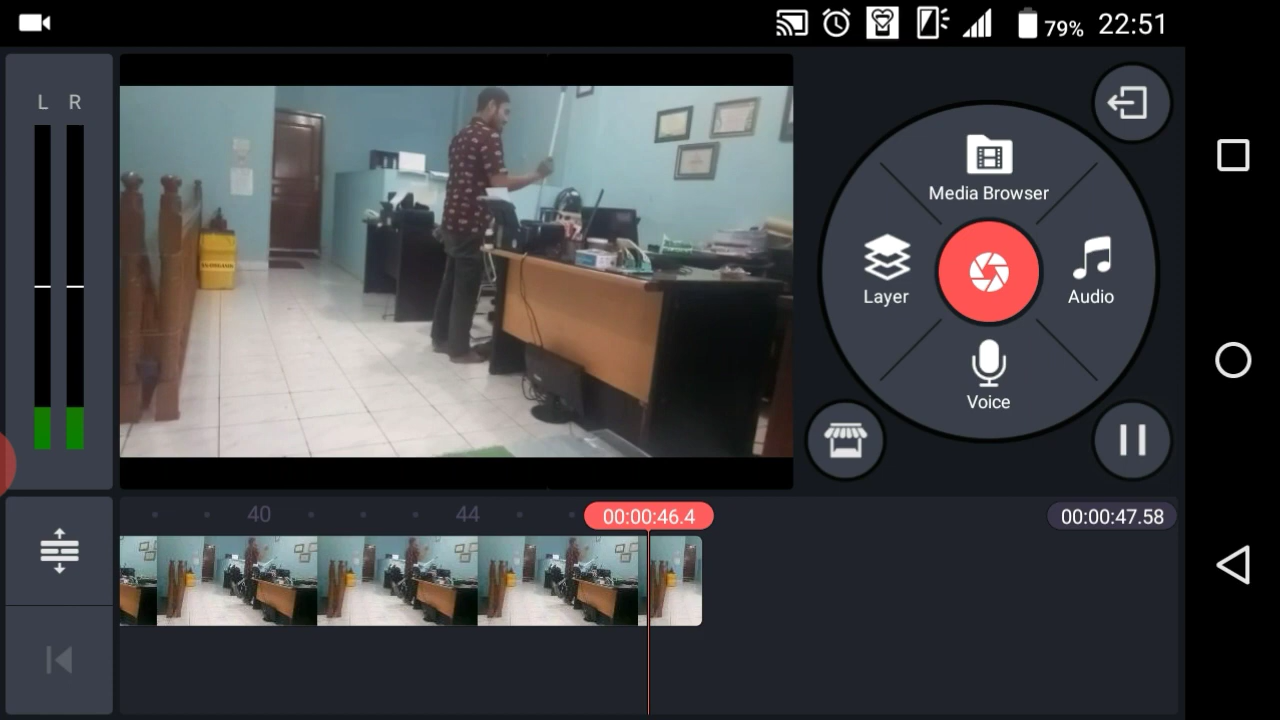 79% 22:51
L R
Media Browser
Layer
Audio
Voice
40
44
00:00:46.4
00:00:47.58